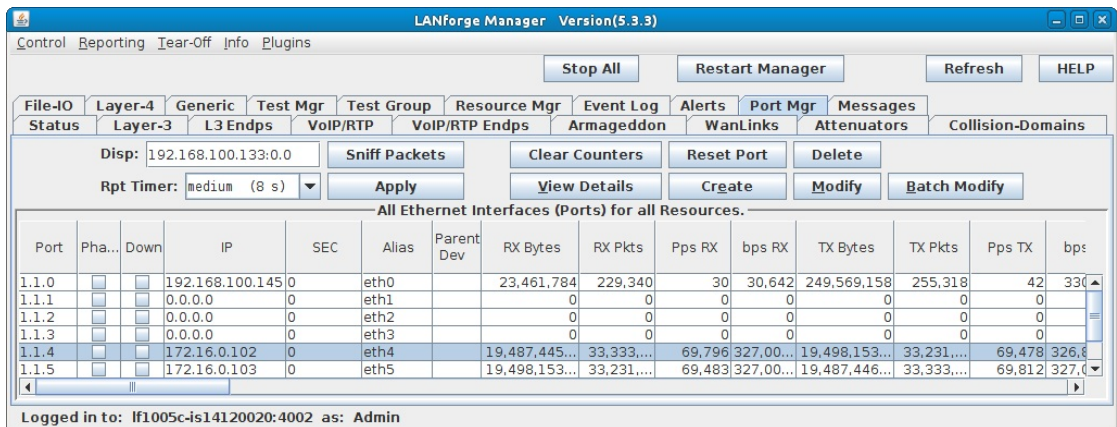 LANforge Manager Version(5.3.3)
Control Reporting Tear-Off Info Plugins
Stop All Restart Manager Refresh HELP
File-IO Layer-4 Generic Test Mgr Test Group Resource Mgr Event Log Alerts Port Mgr Messages
Status Layer-3 L3 Endps VoIP/RTP VoIP/RTP Endps Armageddon WanLinks Attenuators Collision-Domains
Disp: 192.168.100.133:0.0 Sniff Packets Clear Counters Reset Port Delete
Rpt Timer: medium (8 s) Apply View Details Create Modify Batch Modify
All Ethernet Interfaces (Ports) for all Resources.
Port Pha... Down IP SEC Alias Parent Dev RX Bytes RX Pkts Pps RX bps RX TX Bytes TX Pkts Pps TX bps
1.1.0 192.168.100.145 0 eth0 23,461,784 229,340 30 30,642 249,569,158 255,318 42 330
1.1.1 0.0.0.0 0 eth1 0 0 0 0 0 0 0
1.1.2 0.0.0.0 0 eth2 0 0 0 0 0 0 0
1.1.3 0.0.0.0 0 eth3 0 0 0 0 0 0 0
1.1.4 172.16.0.102 0 eth4 19,487,445... 33,333,... 69,796 327,00... 19,498,153... 33,231,... 69,478 326,8
1.1.5 172.16.0.103 0 eth5 19,498,153... 33,231,... 69,483 327,00... 19,487,446... 33,333,... 69,812 327,0
Logged in to: lf1005c-is14120020:4002 as: Admin